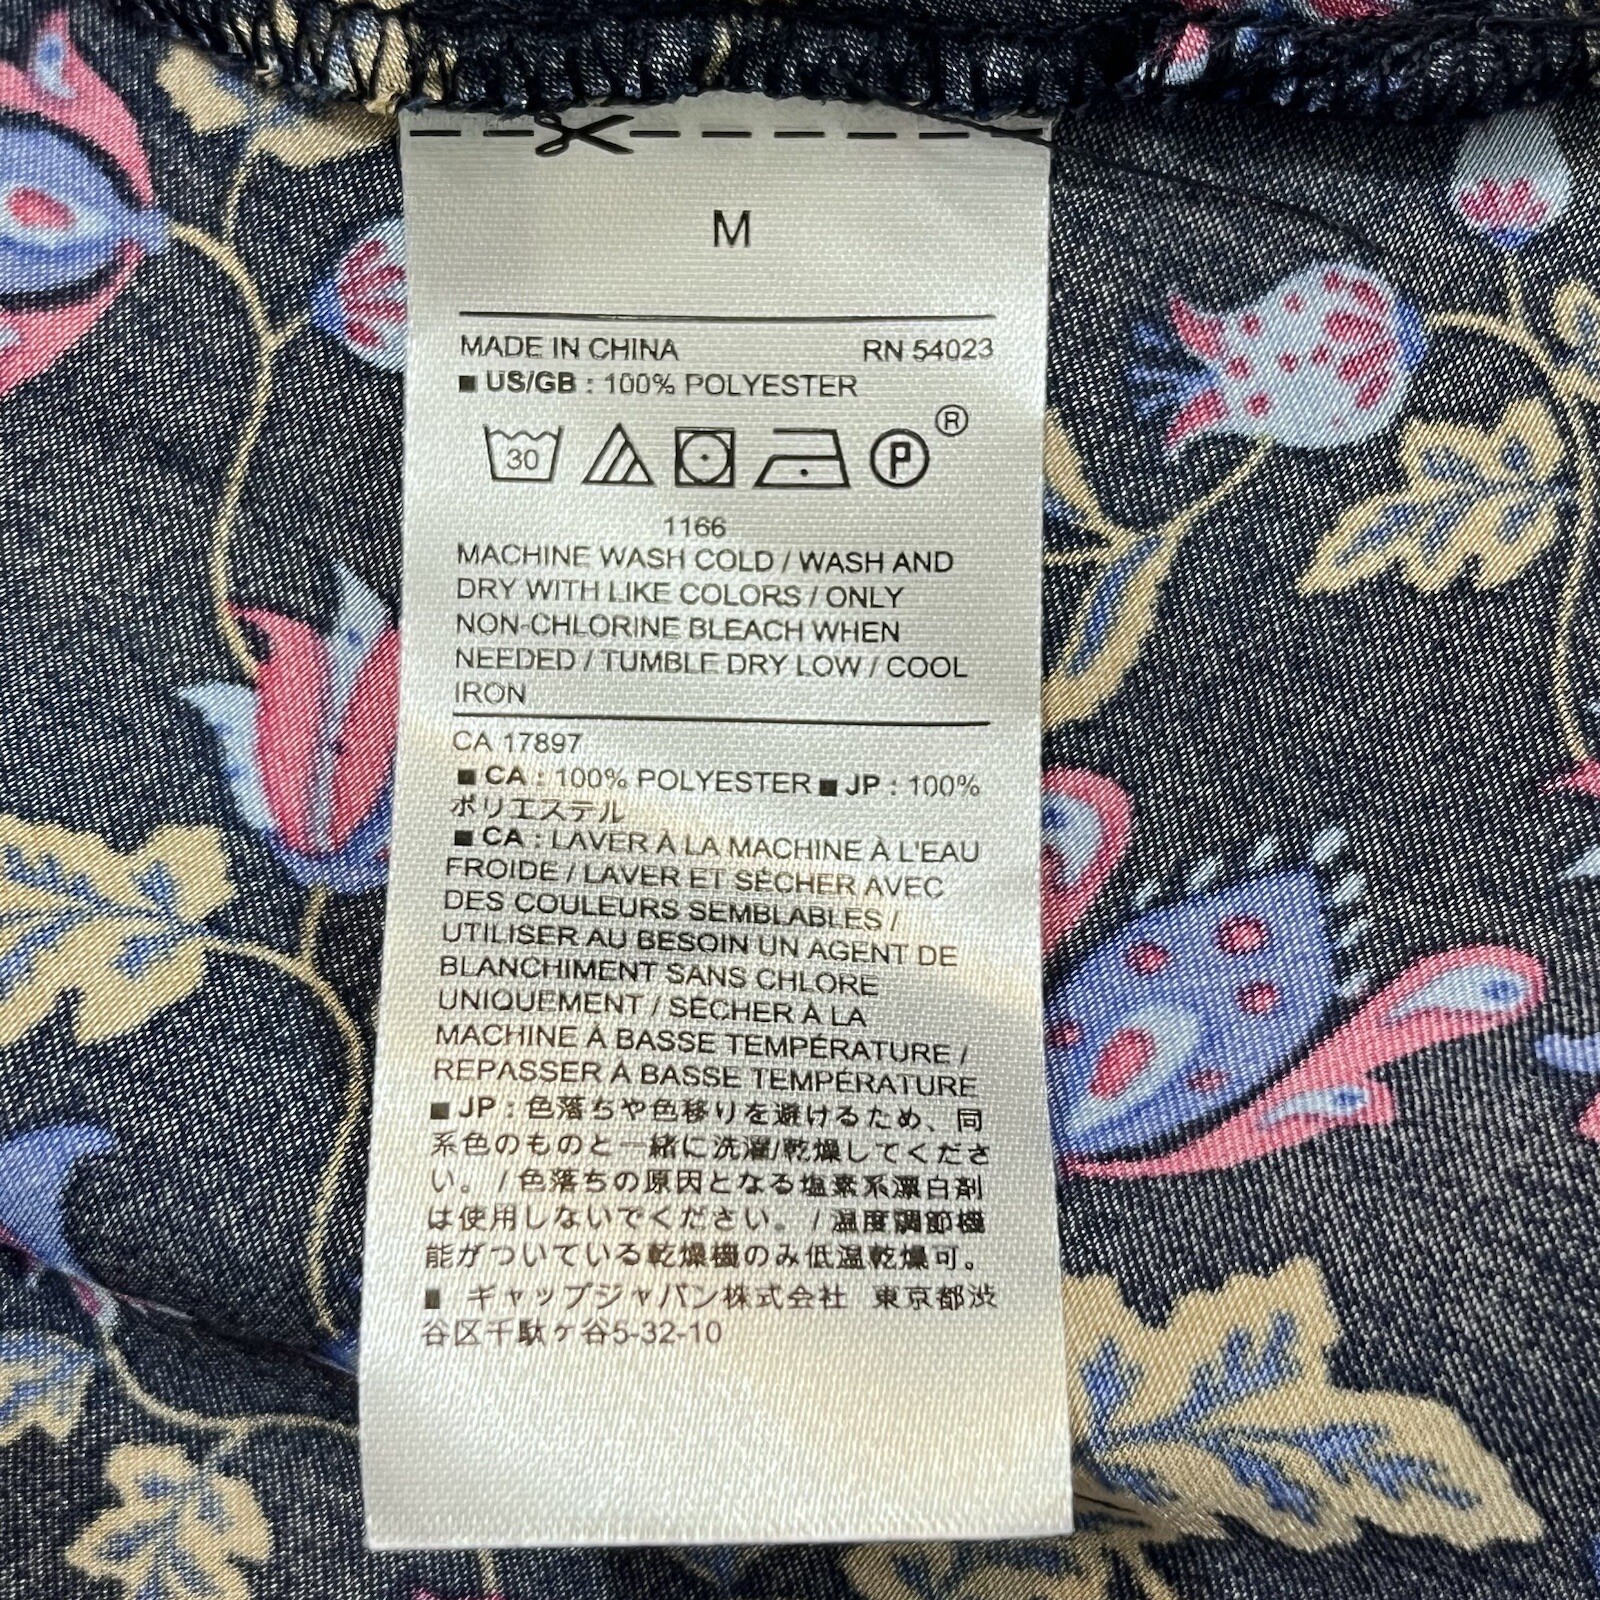 M
MADE IN CHINA RN 54023
■ US/GB : 100% POLYESTER
30 P ®
1166
MACHINE WASH COLD / WASH AND
DRY WITH LIKE COLORS / ONLY
NON-CHLORINE BLEACH WHEN
NEEDED / TUMBLE DRY LOW / COOL
IRON
CA 17897
■ CA : 100% POLYESTER ■ JP : 100%
ポリエステル
■ CA : LAVER À LA MACHINE À L'EAU
FROIDE / LAVER ET SÉCHER AVEC
DES COULEURS SEMBLABLES /
UTILISER AU BESOIN UN AGENT DE
BLANCHIMENT SANS CHLORE
UNIQUEMENT / SÉCHER À LA
MACHINE À BASSE TEMPÉRATURE /
REPASSER À BASSE TEMPÉRATURE
■ JP : 色落ちや色移りを避けるため、同
系色のものと一緒に洗濯/乾燥してくださ
い。 / 色落ちの原因となる塩素系漂白剤
は使用しないでください。 / 温度調節機
能がついている乾燥機のみ低温乾燥可。
■ ギャップジャパン株式会社 東京都渋
谷区千駄ヶ谷5-32-10